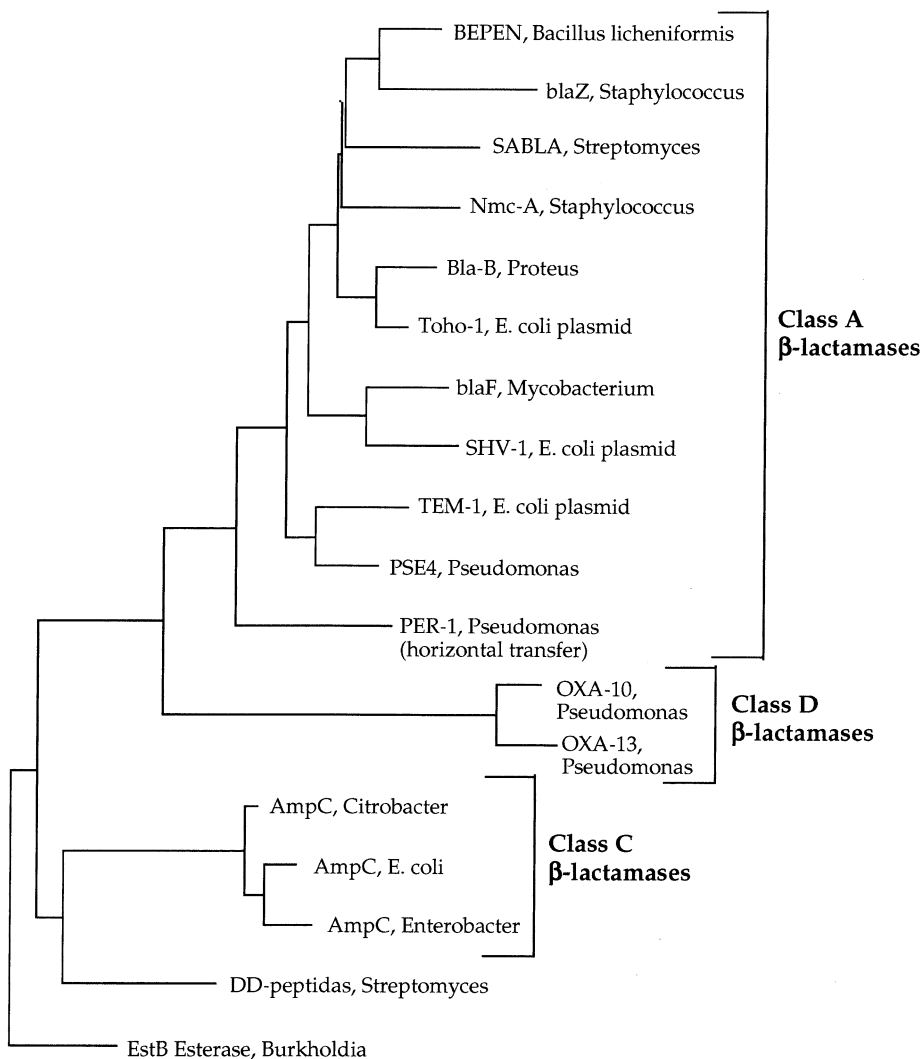 BEPEN, Bacillus licheniformis
blaZ, Staphylococcus
SABLA, Streptomyces
Nmc-A, Staphylococcus
Bla-B, Proteus
Toho-1, E. coli plasmid
Class A
β-lactamases
blaF, Mycobacterium
SHV-1, E. coli plasmid
TEM-1, E. coli plasmid
PSE4, Pseudomonas
PER-1, Pseudomonas
(horizontal transfer)
OXA-10,
Pseudomonas
Class D
β-lactamases
OXA-13,
Pseudomonas
AmpC, Citrobacter
AmpC, E. coli
Class C
β-lactamases
AmpC, Enterobacter
DD-peptidas, Streptomyces
EstB Esterase, Burkholdia